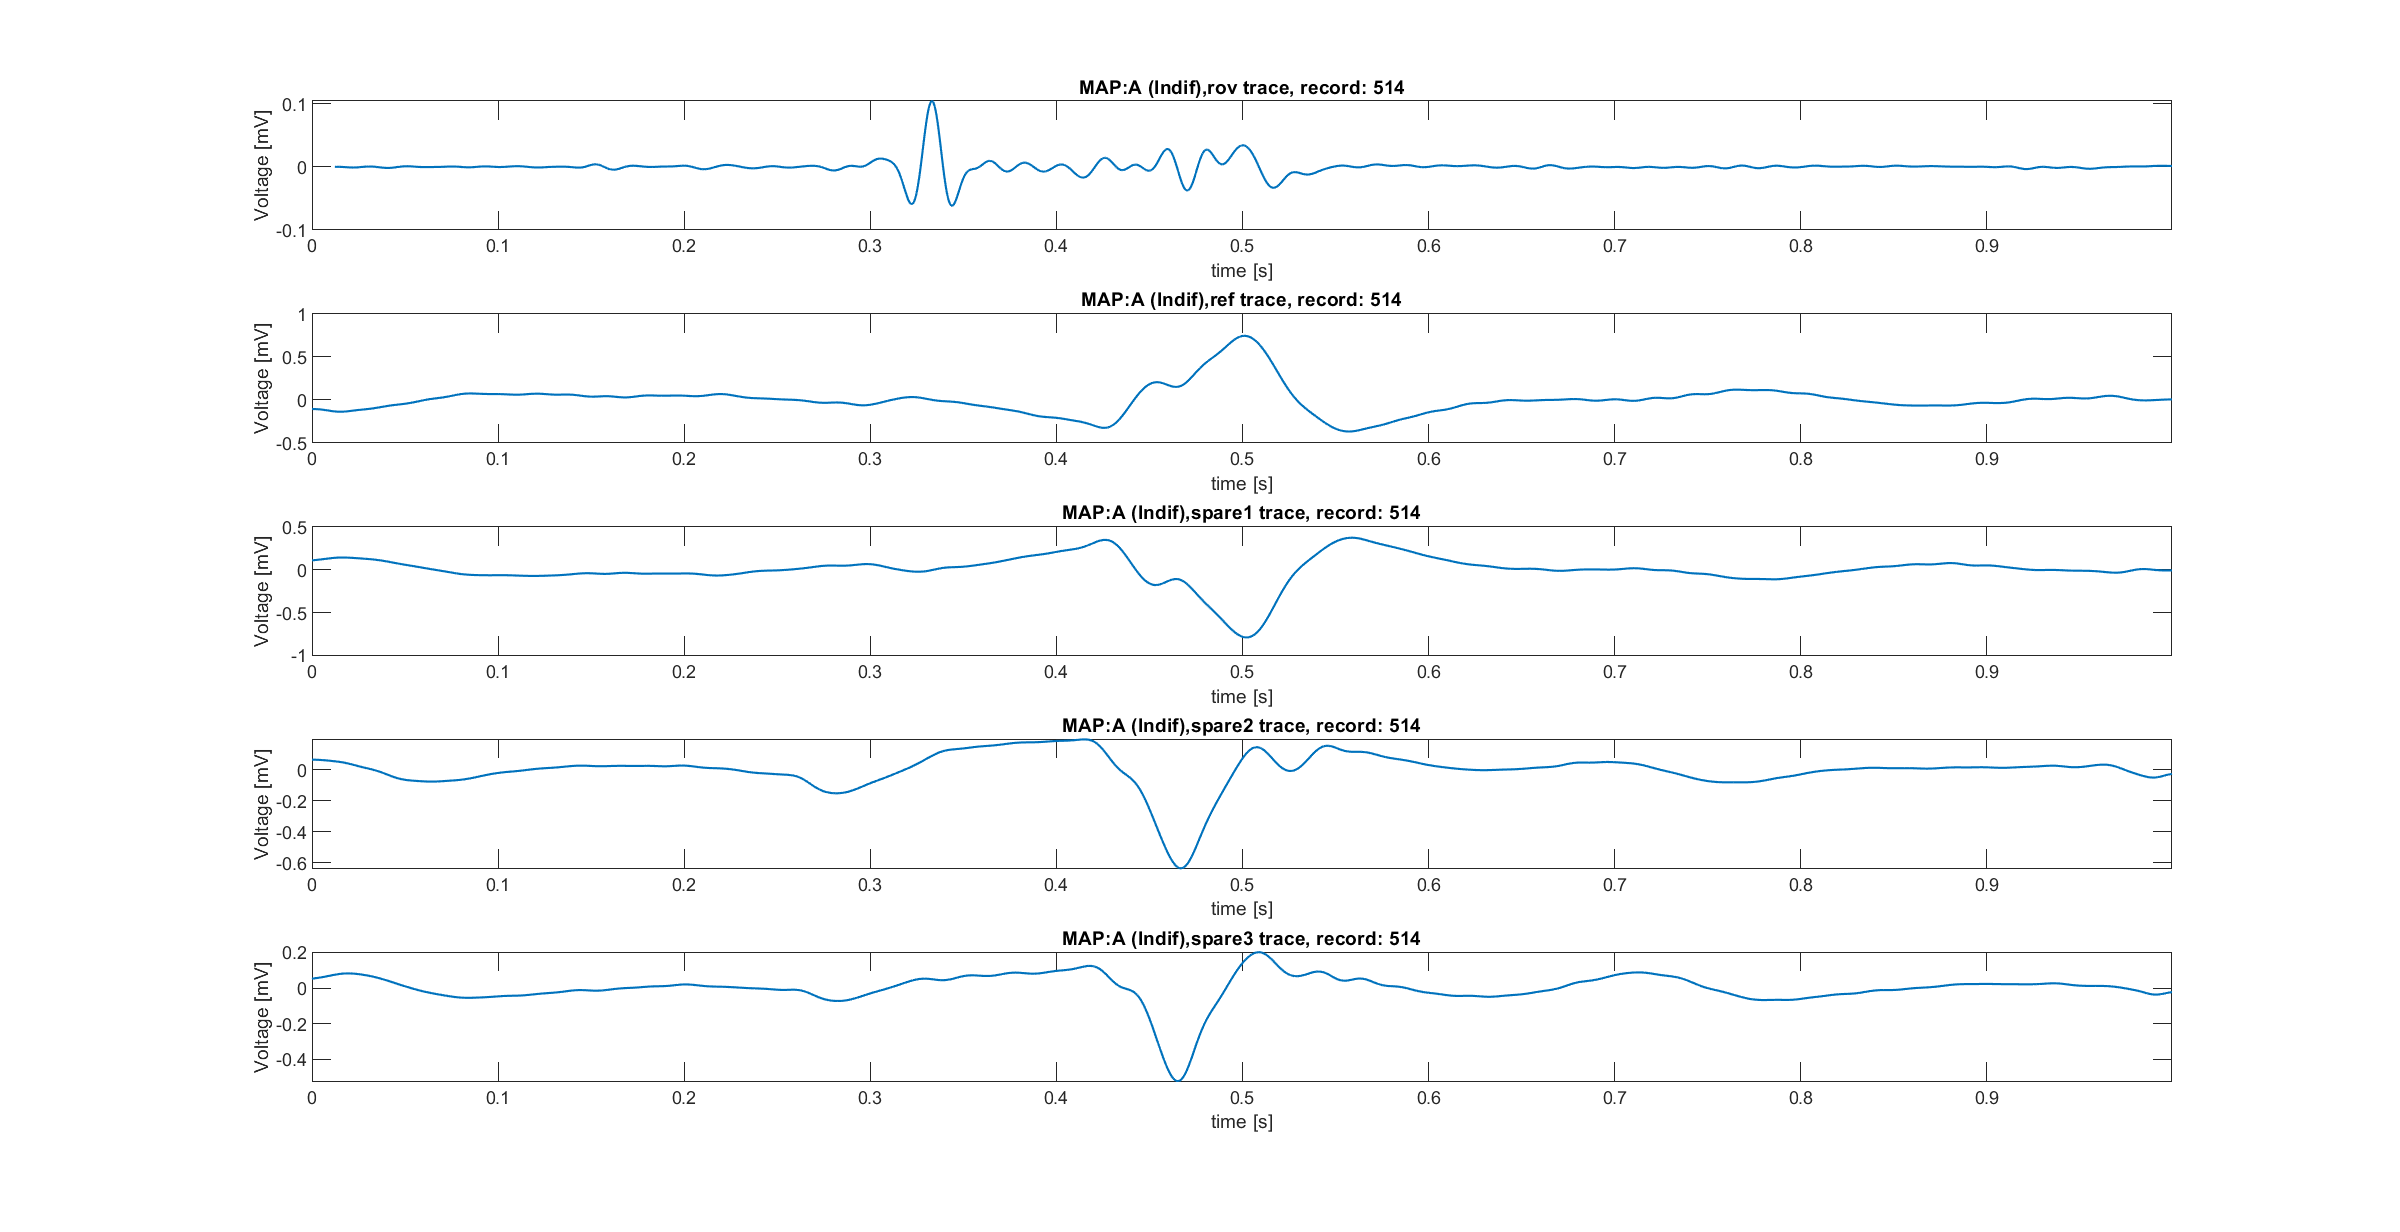 MAP:A (Indif),rov trace, record: 514
Voltage [mV]
0.1
0
-0.1
0 0.1 0.2 0.3 0.4 0.5 0.6 0.7 0.8 0.9
time [s]
MAP:A (Indif),ref trace, record: 514
Voltage [mV]
1
0.5
0
-0.5
0 0.1 0.2 0.3 0.4 0.5 0.6 0.7 0.8 0.9
time [s]
MAP:A (Indif),spare1 trace, record: 514
Voltage [mV]
0.5
0
-0.5
-1
0 0.1 0.2 0.3 0.4 0.5 0.6 0.7 0.8 0.9
time [s]
MAP:A (Indif),spare2 trace, record: 514
Voltage [mV]
0
-0.2
-0.4
-0.6
0 0.1 0.2 0.3 0.4 0.5 0.6 0.7 0.8 0.9
time [s]
MAP:A (Indif),spare3 trace, record: 514
Voltage [mV]
0.2
0
-0.2
-0.4
0 0.1 0.2 0.3 0.4 0.5 0.6 0.7 0.8 0.9
time [s]